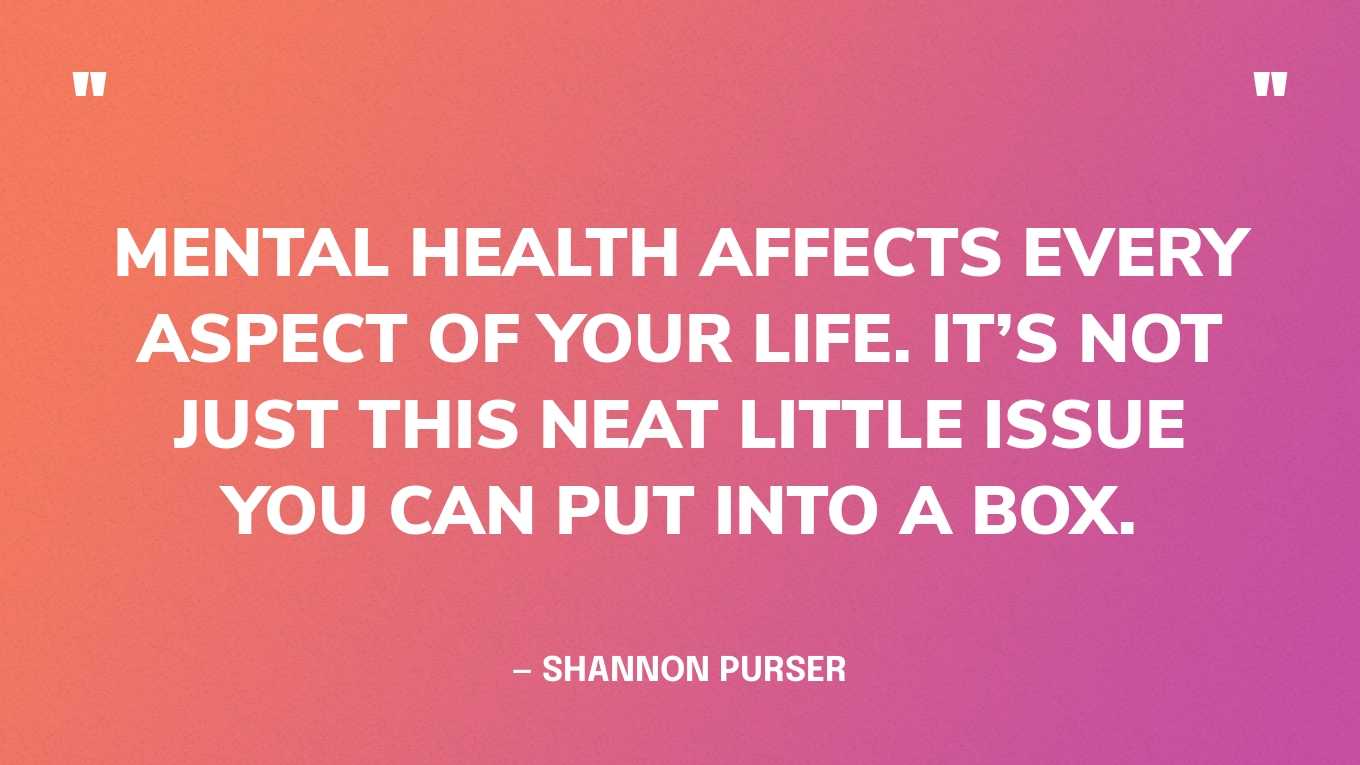 " "
MENTAL HEALTH AFFECTS EVERY
ASPECT OF YOUR LIFE. IT’S NOT
JUST THIS NEAT LITTLE ISSUE
YOU CAN PUT INTO A BOX.
– SHANNON PURSER